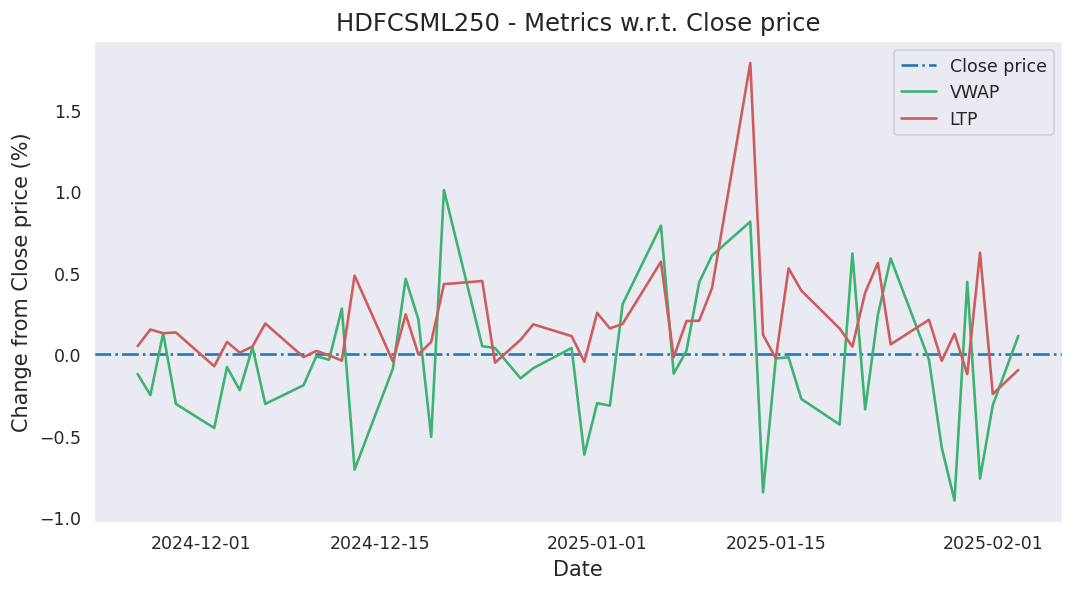 HDFCSML250 - Metrics w.r.t. Close price
Close price
VWAP
LTP
Change from Close price (%)
1.5
1.0
0.5
0.0
−0.5
−1.0
2024-12-01 2024-12-15 2025-01-01 2025-01-15 2025-02-01
Date